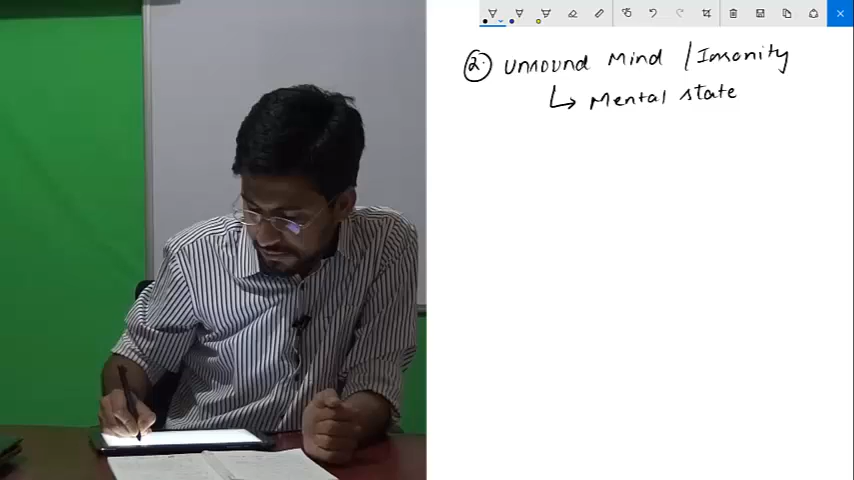 2. Unsound Mind / Insanity
↳ Mental state